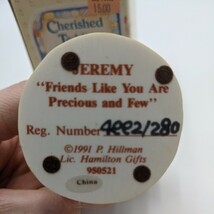 1500
Cherished
JEREMY
"Friends Like You Are
Precious and Few"
Reg. Number 4EE2/280
©1991 P. Hillman
Lic. Hamilton Gifts
950521
China